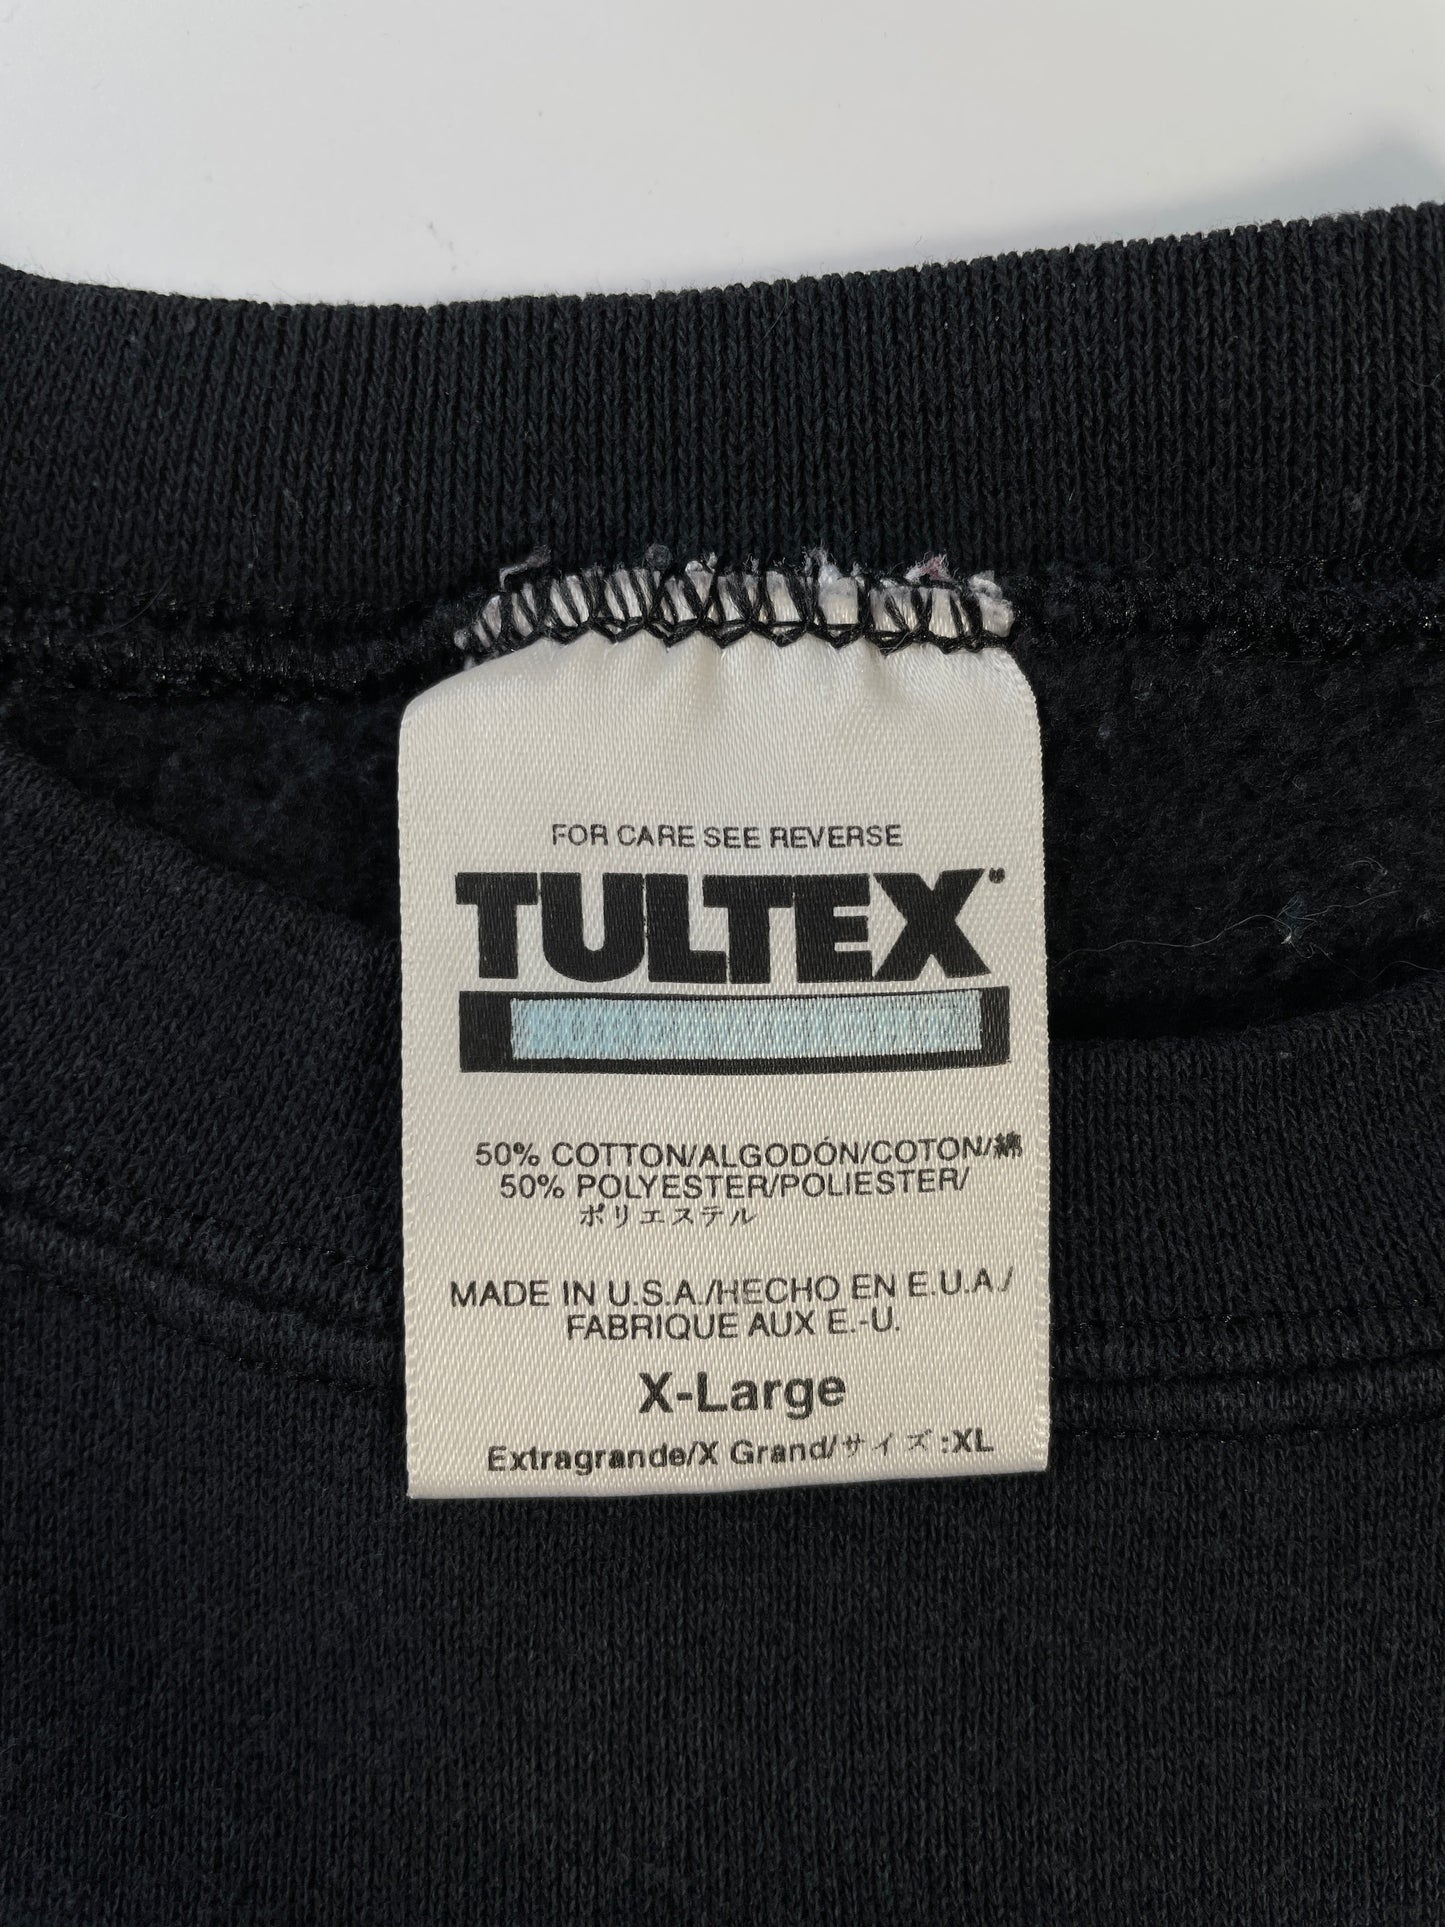 FOR CARE SEE REVERSE
TULTEX®
50% COTTON/ALGODÓN/COTON/綿
50% POLYESTER/POLIESTER/
ポリエステル
MADE IN U.S.A./HECHO EN E.U.A./
FABRIQUE AUX E.-U.
X-Large
Extragrande/X Grand/サイズ:XL